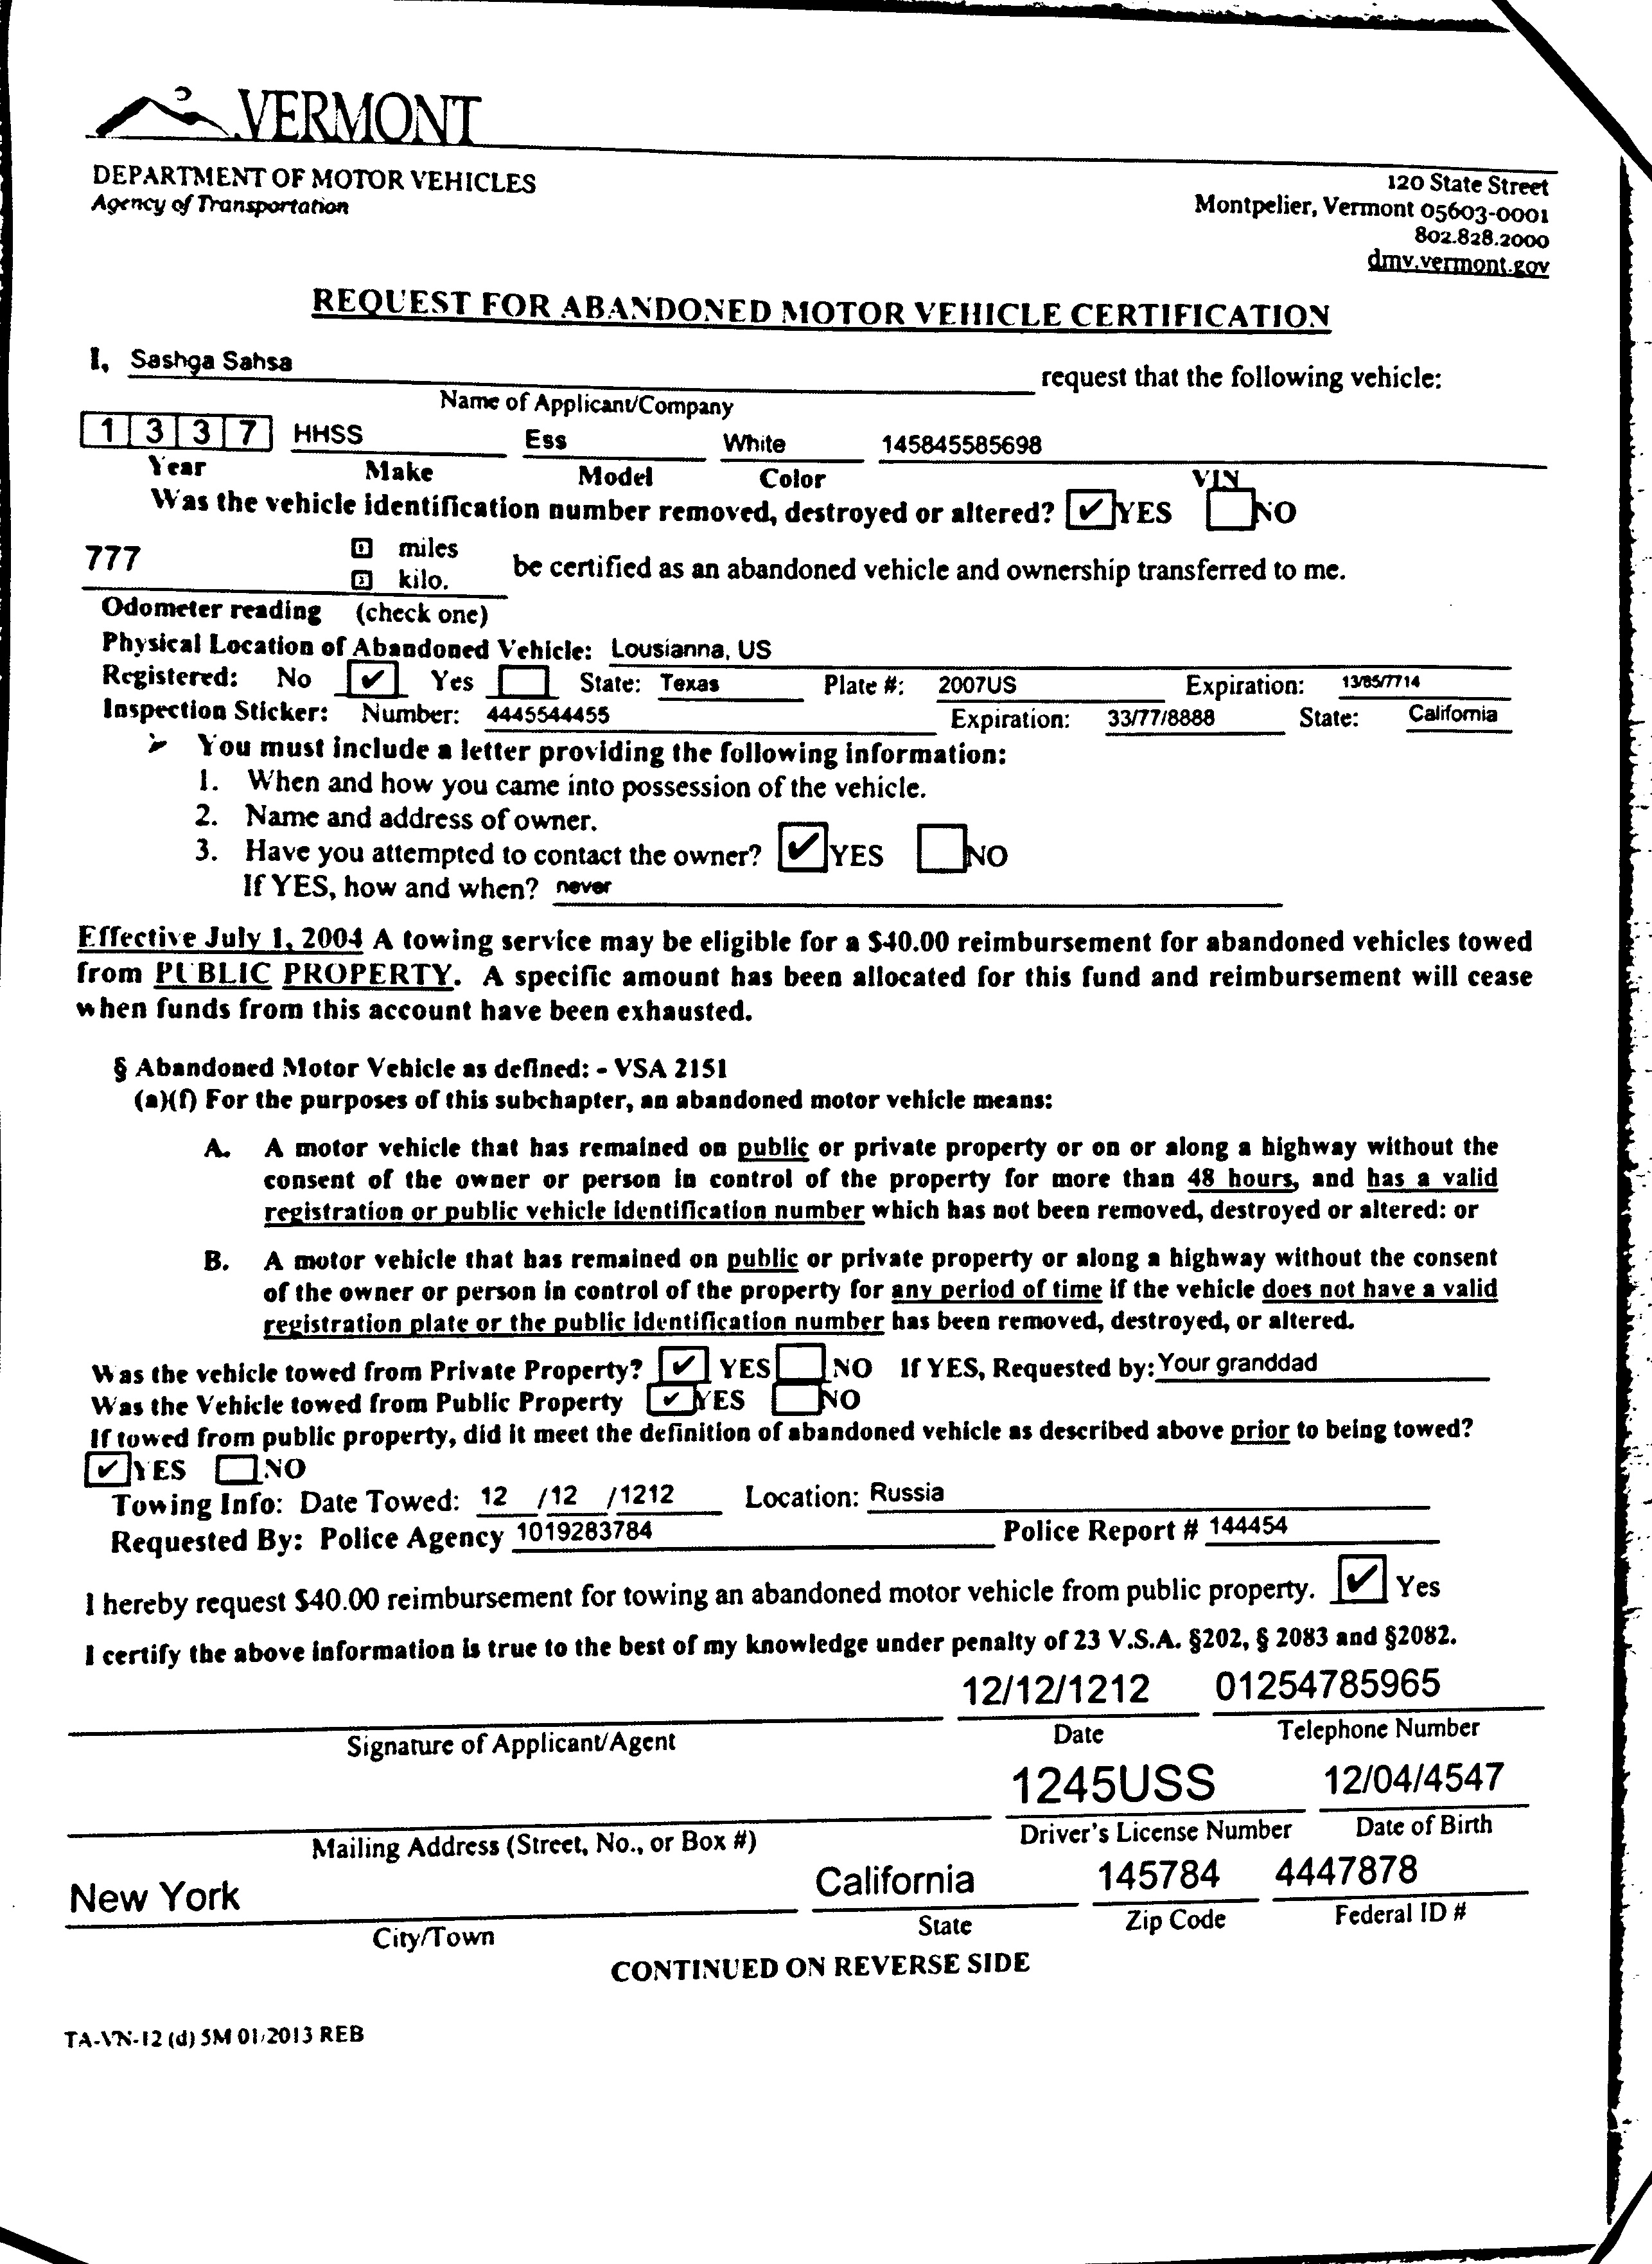 VERMONT
DEPARTMENT OF MOTOR VEHICLES
Agency of Transportation
120 State Street
Montpelier, Vermont 05603-0001
802.828.2000
dmv.vermont.gov
REQUEST FOR ABANDONED MOTOR VEHICLE CERTIFICATION
I, Sashga Sahsa request that the following vehicle:
Name of Applicant/Company
1 3 3 7 HHSS Ess White 145845585698
Year Make Model Color VIN
Was the vehicle identification number removed, destroyed or altered? ✔ YES NO
777 miles
kilo. be certified as an abandoned vehicle and ownership transferred to me.
Odometer reading (check one)
Physical Location of Abandoned Vehicle: Lousianna, US
Registered: No ✔ Yes State: Texas Plate #: 2007US Expiration: 13/85/7714
Inspection Sticker: Number: 4445544455 Expiration: 33/77/8888 State: California
➢ You must include a letter providing the following information:
1. When and how you came into possession of the vehicle.
2. Name and address of owner.
3. Have you attempted to contact the owner? ✔ YES NO
If YES, how and when? never
Effective July 1, 2004 A towing service may be eligible for a $40.00 reimbursement for abandoned vehicles towed
from PUBLIC PROPERTY. A specific amount has been allocated for this fund and reimbursement will cease
when funds from this account have been exhausted.
§ Abandoned Motor Vehicle as defined: - VSA 2151
(a)(f) For the purposes of this subchapter, an abandoned motor vehicle means:
A. A motor vehicle that has remained on public or private property or on or along a highway without the
consent of the owner or person in control of the property for more than 48 hours, and has a valid
registration or public vehicle identification number which has not been removed, destroyed or altered: or
B. A motor vehicle that has remained on public or private property or along a highway without the consent
of the owner or person in control of the property for any period of time if the vehicle does not have a valid
registration plate or the public identification number has been removed, destroyed, or altered.
Was the vehicle towed from Private Property? ✔ YES NO If YES, Requested by: Your granddad
Was the Vehicle towed from Public Property ✔ YES NO
If towed from public property, did it meet the definition of abandoned vehicle as described above prior to being towed?
✔ YES NO
Towing Info: Date Towed: 12 /12 /1212 Location: Russia
Requested By: Police Agency 1019283784 Police Report # 144454
I hereby request $40.00 reimbursement for towing an abandoned motor vehicle from public property. ✔ Yes
I certify the above information is true to the best of my knowledge under penalty of 23 V.S.A. §202, § 2083 and §2082.
12/12/1212 01254785965
Signature of Applicant/Agent Date Telephone Number
1245USS 12/04/4547
Mailing Address (Street, No., or Box #) Driver's License Number Date of Birth
New York California 145784 4447878
City/Town State Zip Code Federal ID #
CONTINUED ON REVERSE SIDE
TA-VN-12 (d) 5M 01/2013 REB